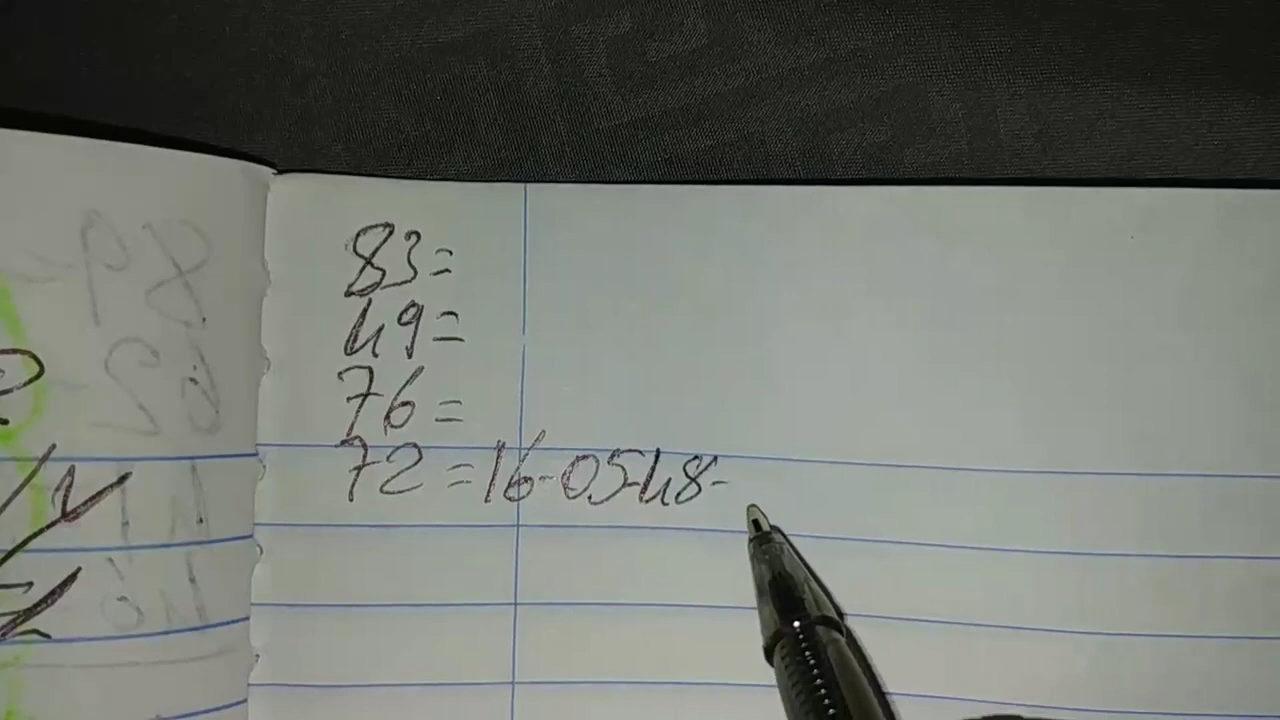 83=
49=
76=
72=16-05-48-